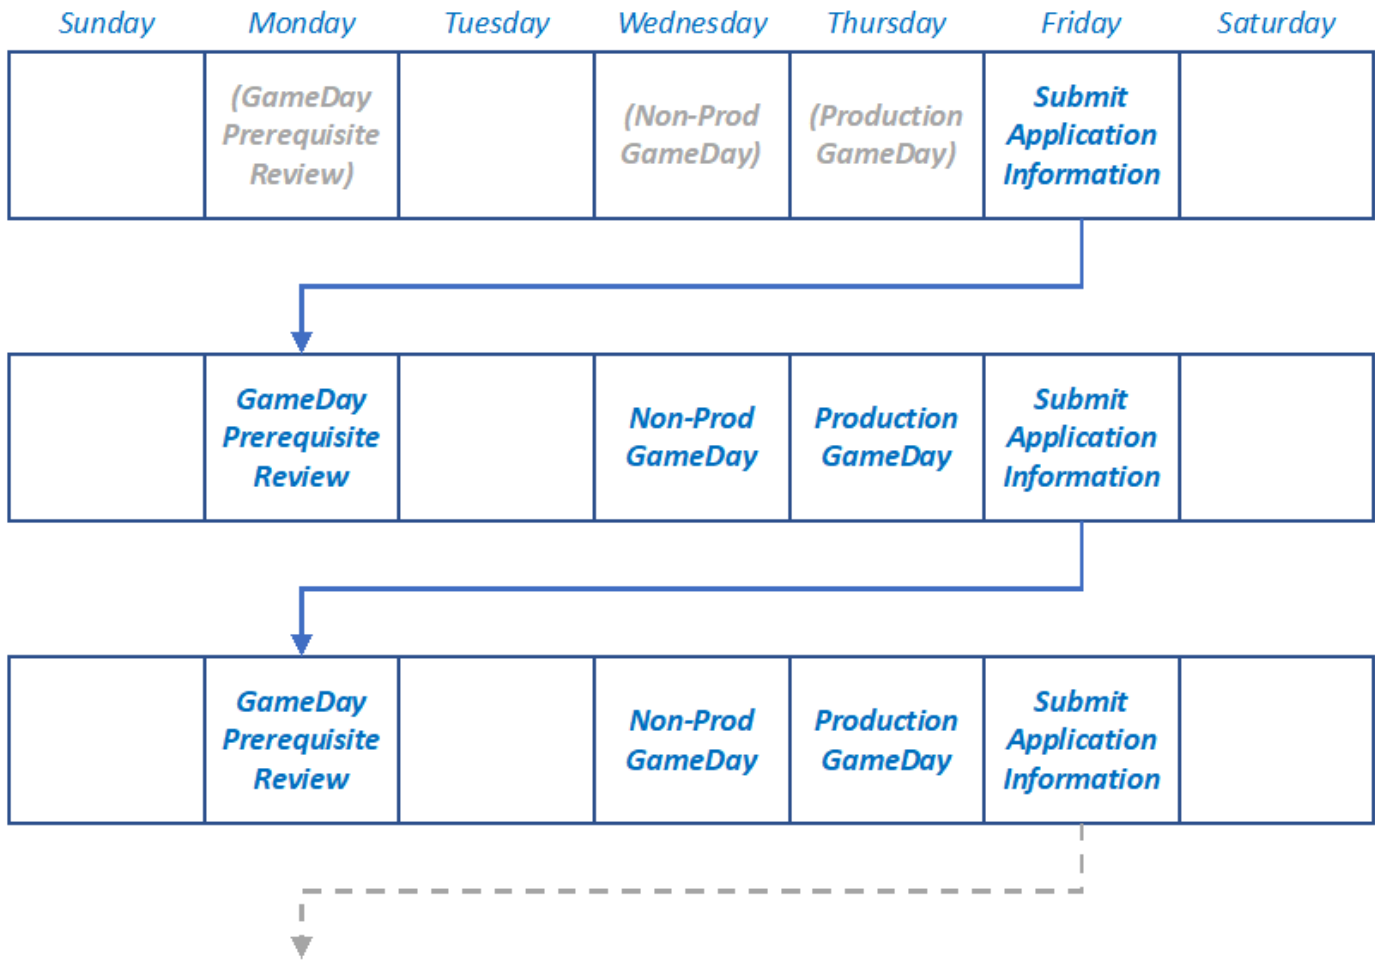 Sunday Monday Tuesday Wednesday Thursday Friday Saturday
(GameDay
Prerequisite
Review)
(Non-Prod
GameDay)
(Production
GameDay)
Submit
Application
Information
GameDay
Prerequisite
Review
Non-Prod
GameDay
Production
GameDay
Submit
Application
Information
GameDay
Prerequisite
Review
Non-Prod
GameDay
Production
GameDay
Submit
Application
Information